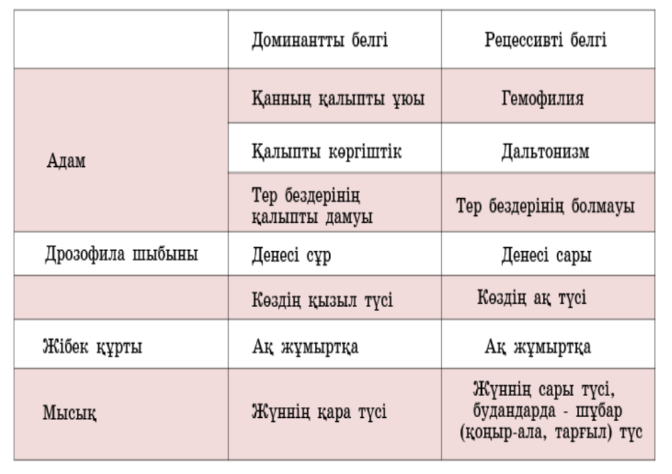 Доминантты белгі
Рецессивті белгі
Адам
Қанның қалыпты ұюы
Гемофилия
Қалыпты көргіштік
Дальтонизм
Тер бездерінің
қалыпты дамуы
Тер бездерінің болмауы
Дрозофила шыбыны
Денесі сұр
Денесі сары
Көздің қызыл түсі
Көздің ақ түсі
Жібек құрты
Ақ жұмыртқа
Ақ жұмыртқа
Мысық
Жүннің қара түсі
Жүннің сары түсі,
будандарда - шұбар
(қоңыр-ала, тарғыл) түс